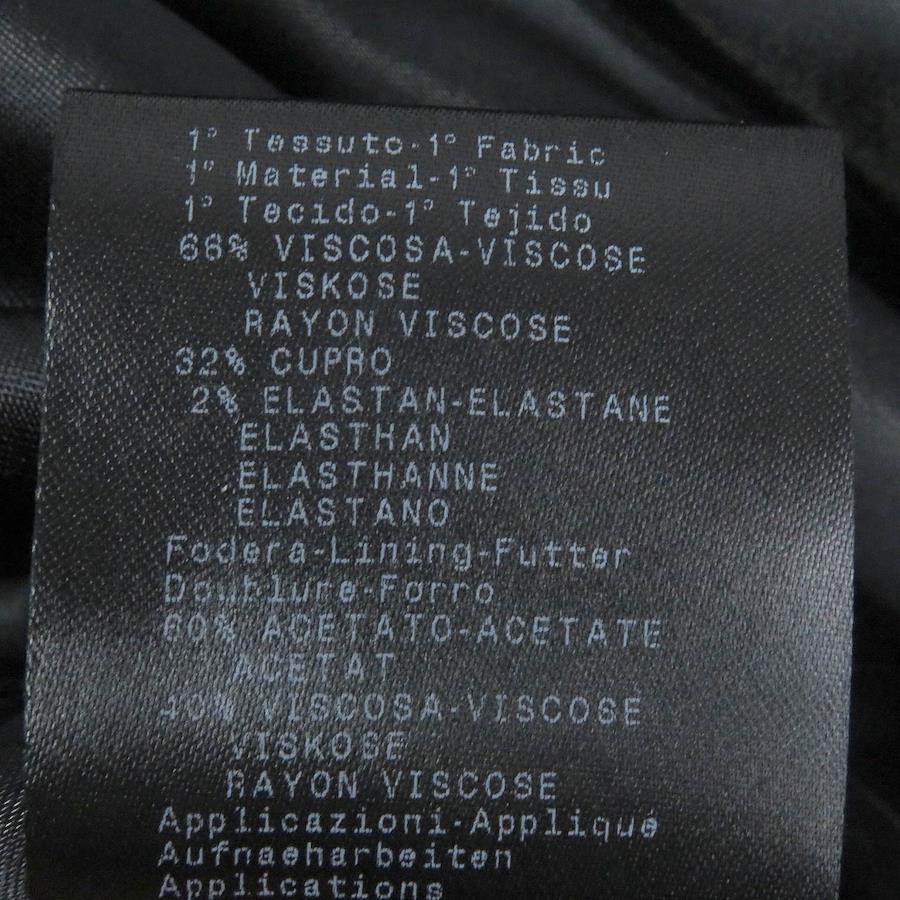 1° Tessuto-1° Fabric
1° Material-1° Tissu
1° Tecido-1° Tejido
66% VISCOSA-VISCOSE
VISKOSE
RAYON VISCOSE
32% CUPRO
2% ELASTAN-ELASTANE
ELASTHAN
ELASTHANNE
ELASTANO
Fodera-Lining-Futter
Doublure-Forro
60% ACETATO-ACETATE
ACETAT
40% VISCOSA-VISCOSE
VISKOSE
RAYON VISCOSE
Applicazioni-Appliqué
Aufnaeharbeiten
Applications